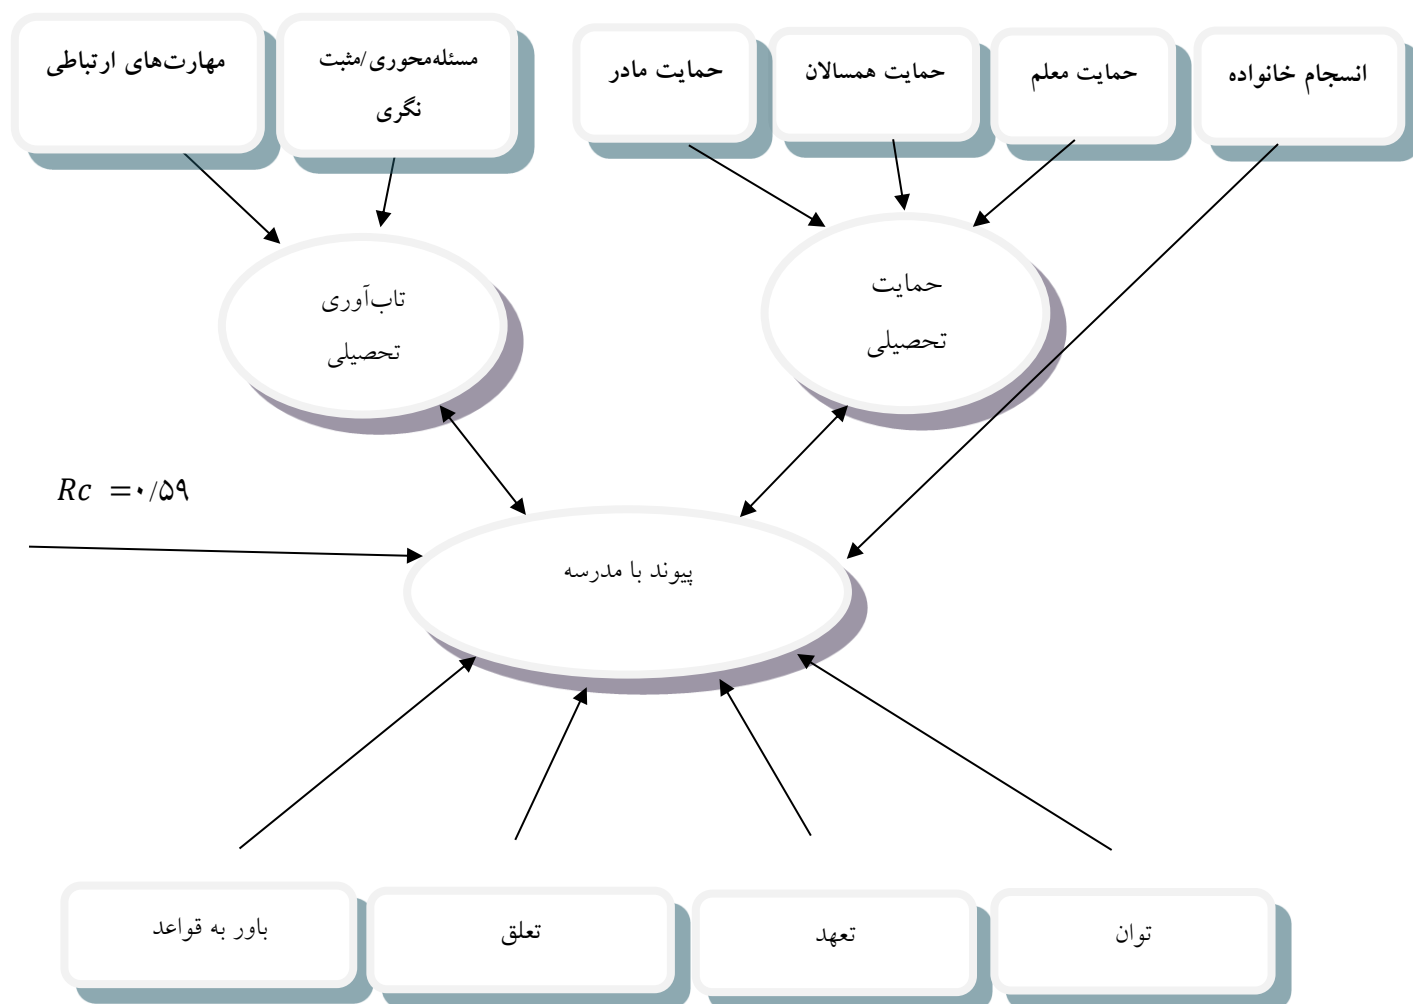 انسجام خانواده
حمایت معلم
حمایت همسالان
حمایت مادر
مسئله‌محوری/مثبت
نگری
مهارت‌های ارتباطی
حمایت
تحصیلی
تاب‌آوری
تحصیلی
Rc =۰/۵۹
پیوند با مدرسه
توان
تعهد
تعلق
باور به قواعد